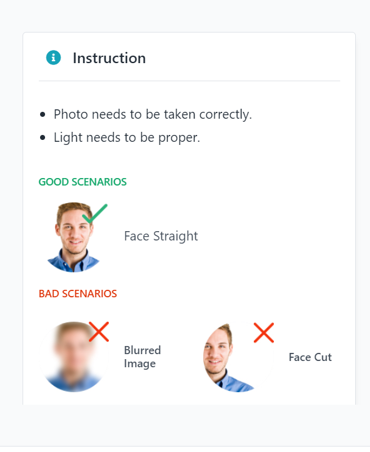 Instruction
Photo needs to be taken correctly.
Light needs to be proper.
GOOD SCENARIOS
Face Straight
BAD SCENARIOS
Blurred
Image
Face Cut